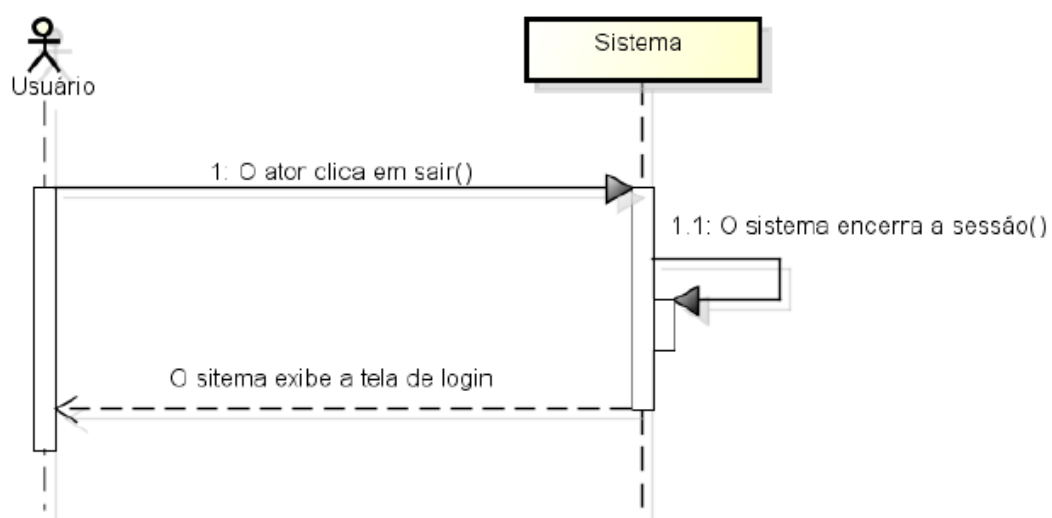 Sistema
Usuário
1: O ator clica em sair()
1.1: O sistema encerra a sessão()
O sitema exibe a tela de login